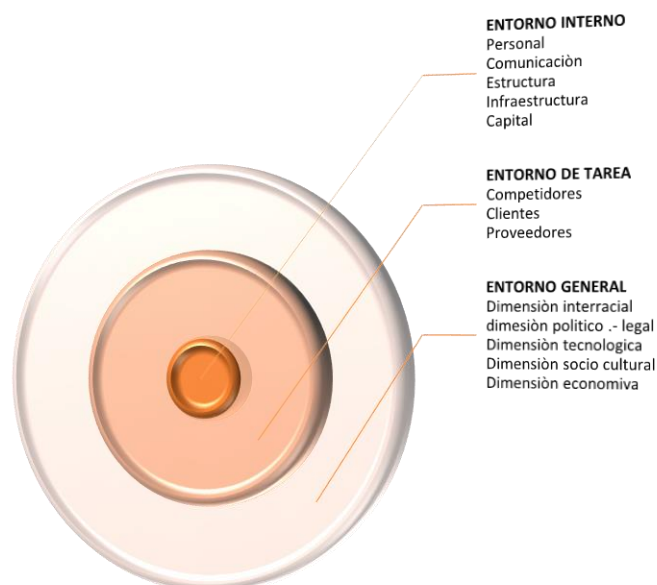 ENTORNO INTERNO
Personal
Comunicaciòn
Estructura
Infraestructura
Capital
ENTORNO DE TAREA
Competidores
Clientes
Proveedores
ENTORNO GENERAL
Dimensiòn interracial
dimesiòn politico .- legal
Dimensiòn tecnologica
Dimensiòn socio cultural
Dimensiòn economiva